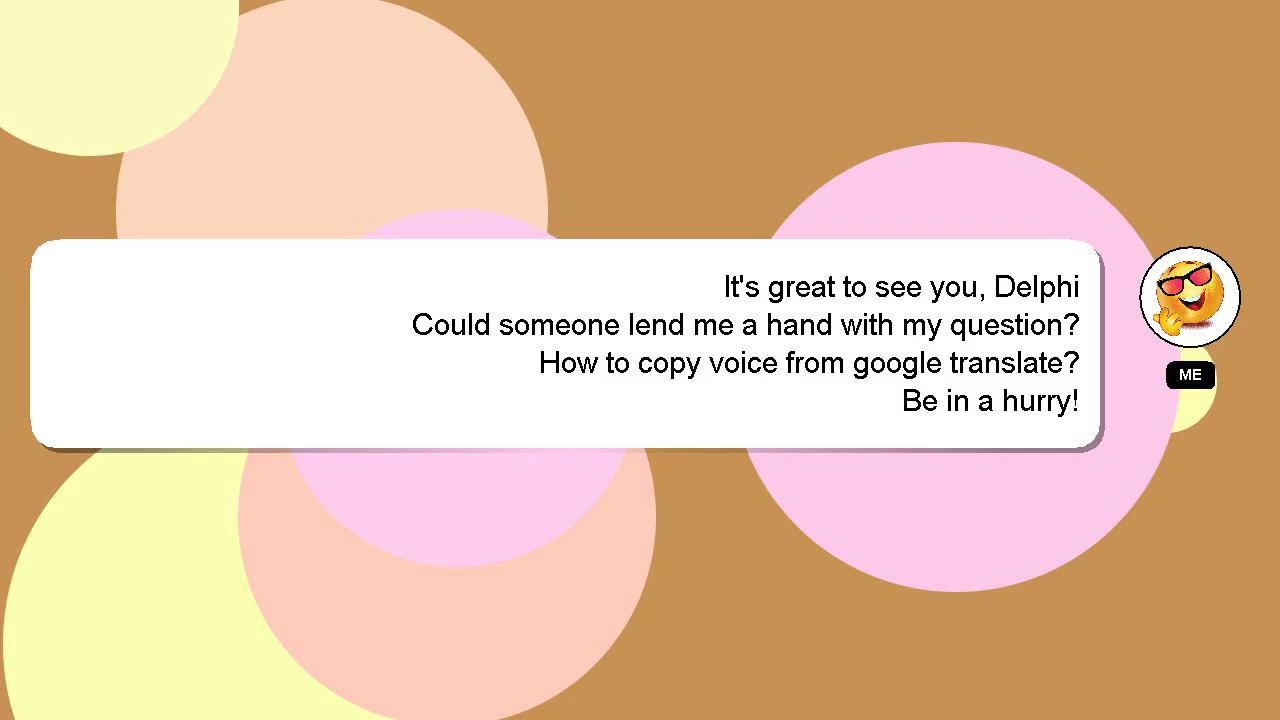 It's great to see you, Delphi
Could someone lend me a hand with my question?
How to copy voice from google translate?
Be in a hurry!
ME